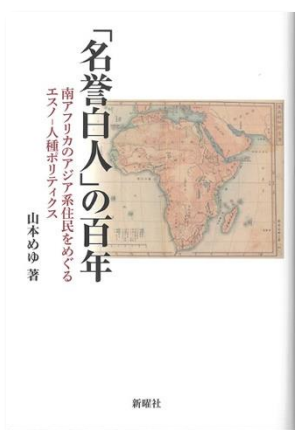 「名誉白人」の百年
南アフリカのアジア系住民をめぐる
エスノ-人種ポリティクス
山本めゆ 著
新曜社